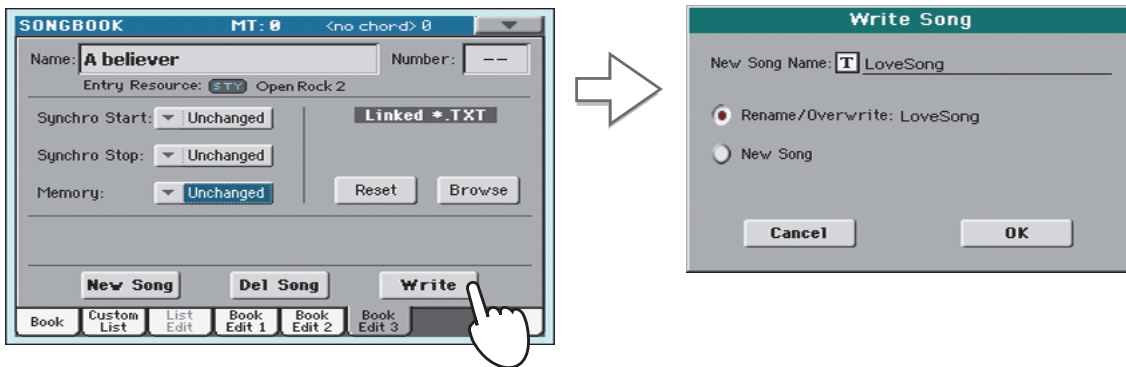 SONGBOOK MT: 0 <no chord> 0
Name: A believer Number: --
Entry Resource: STY Open Rock 2
Synchro Start: Unchanged Linked *.TXT
Synchro Stop: Unchanged
Memory: Unchanged Reset Browse
New Song Del Song Write
Book Custom List List Edit Book Edit 1 Book Edit 2 Book Edit 3
Write Song
New Song Name: T LoveSong
Rename/Overwrite: LoveSong
New Song
Cancel OK